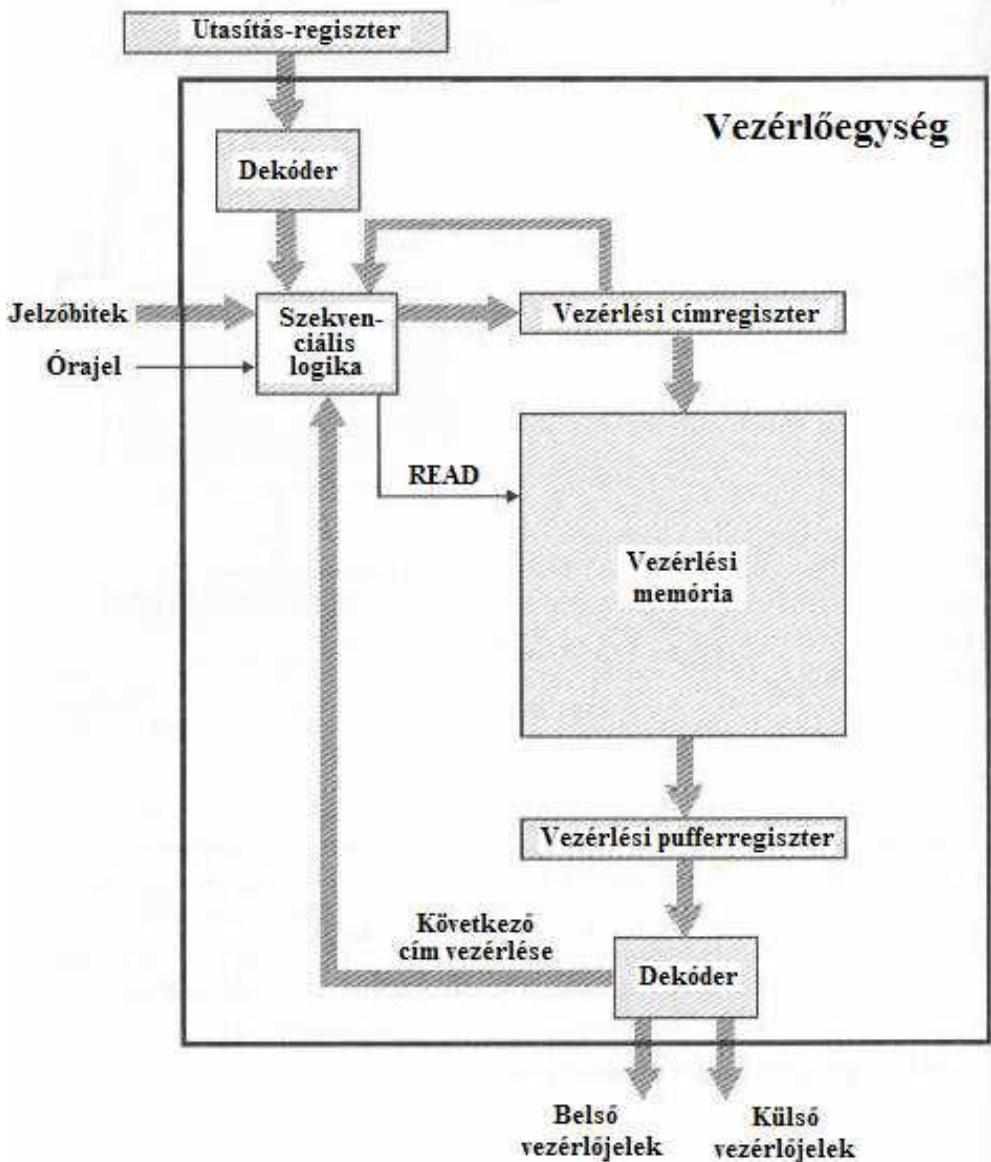 Utasítás-regiszter
Vezérlőegység
Dekóder
Jelzőbitek
Szekven-
ciális
logika
Vezérlési címregiszter
Órajel
READ
Vezérlési
memória
Vezérlési pufferregiszter
Következő
cím vezérlése
Dekóder
Belső
vezérlőjelek
Külső
vezérlőjelek